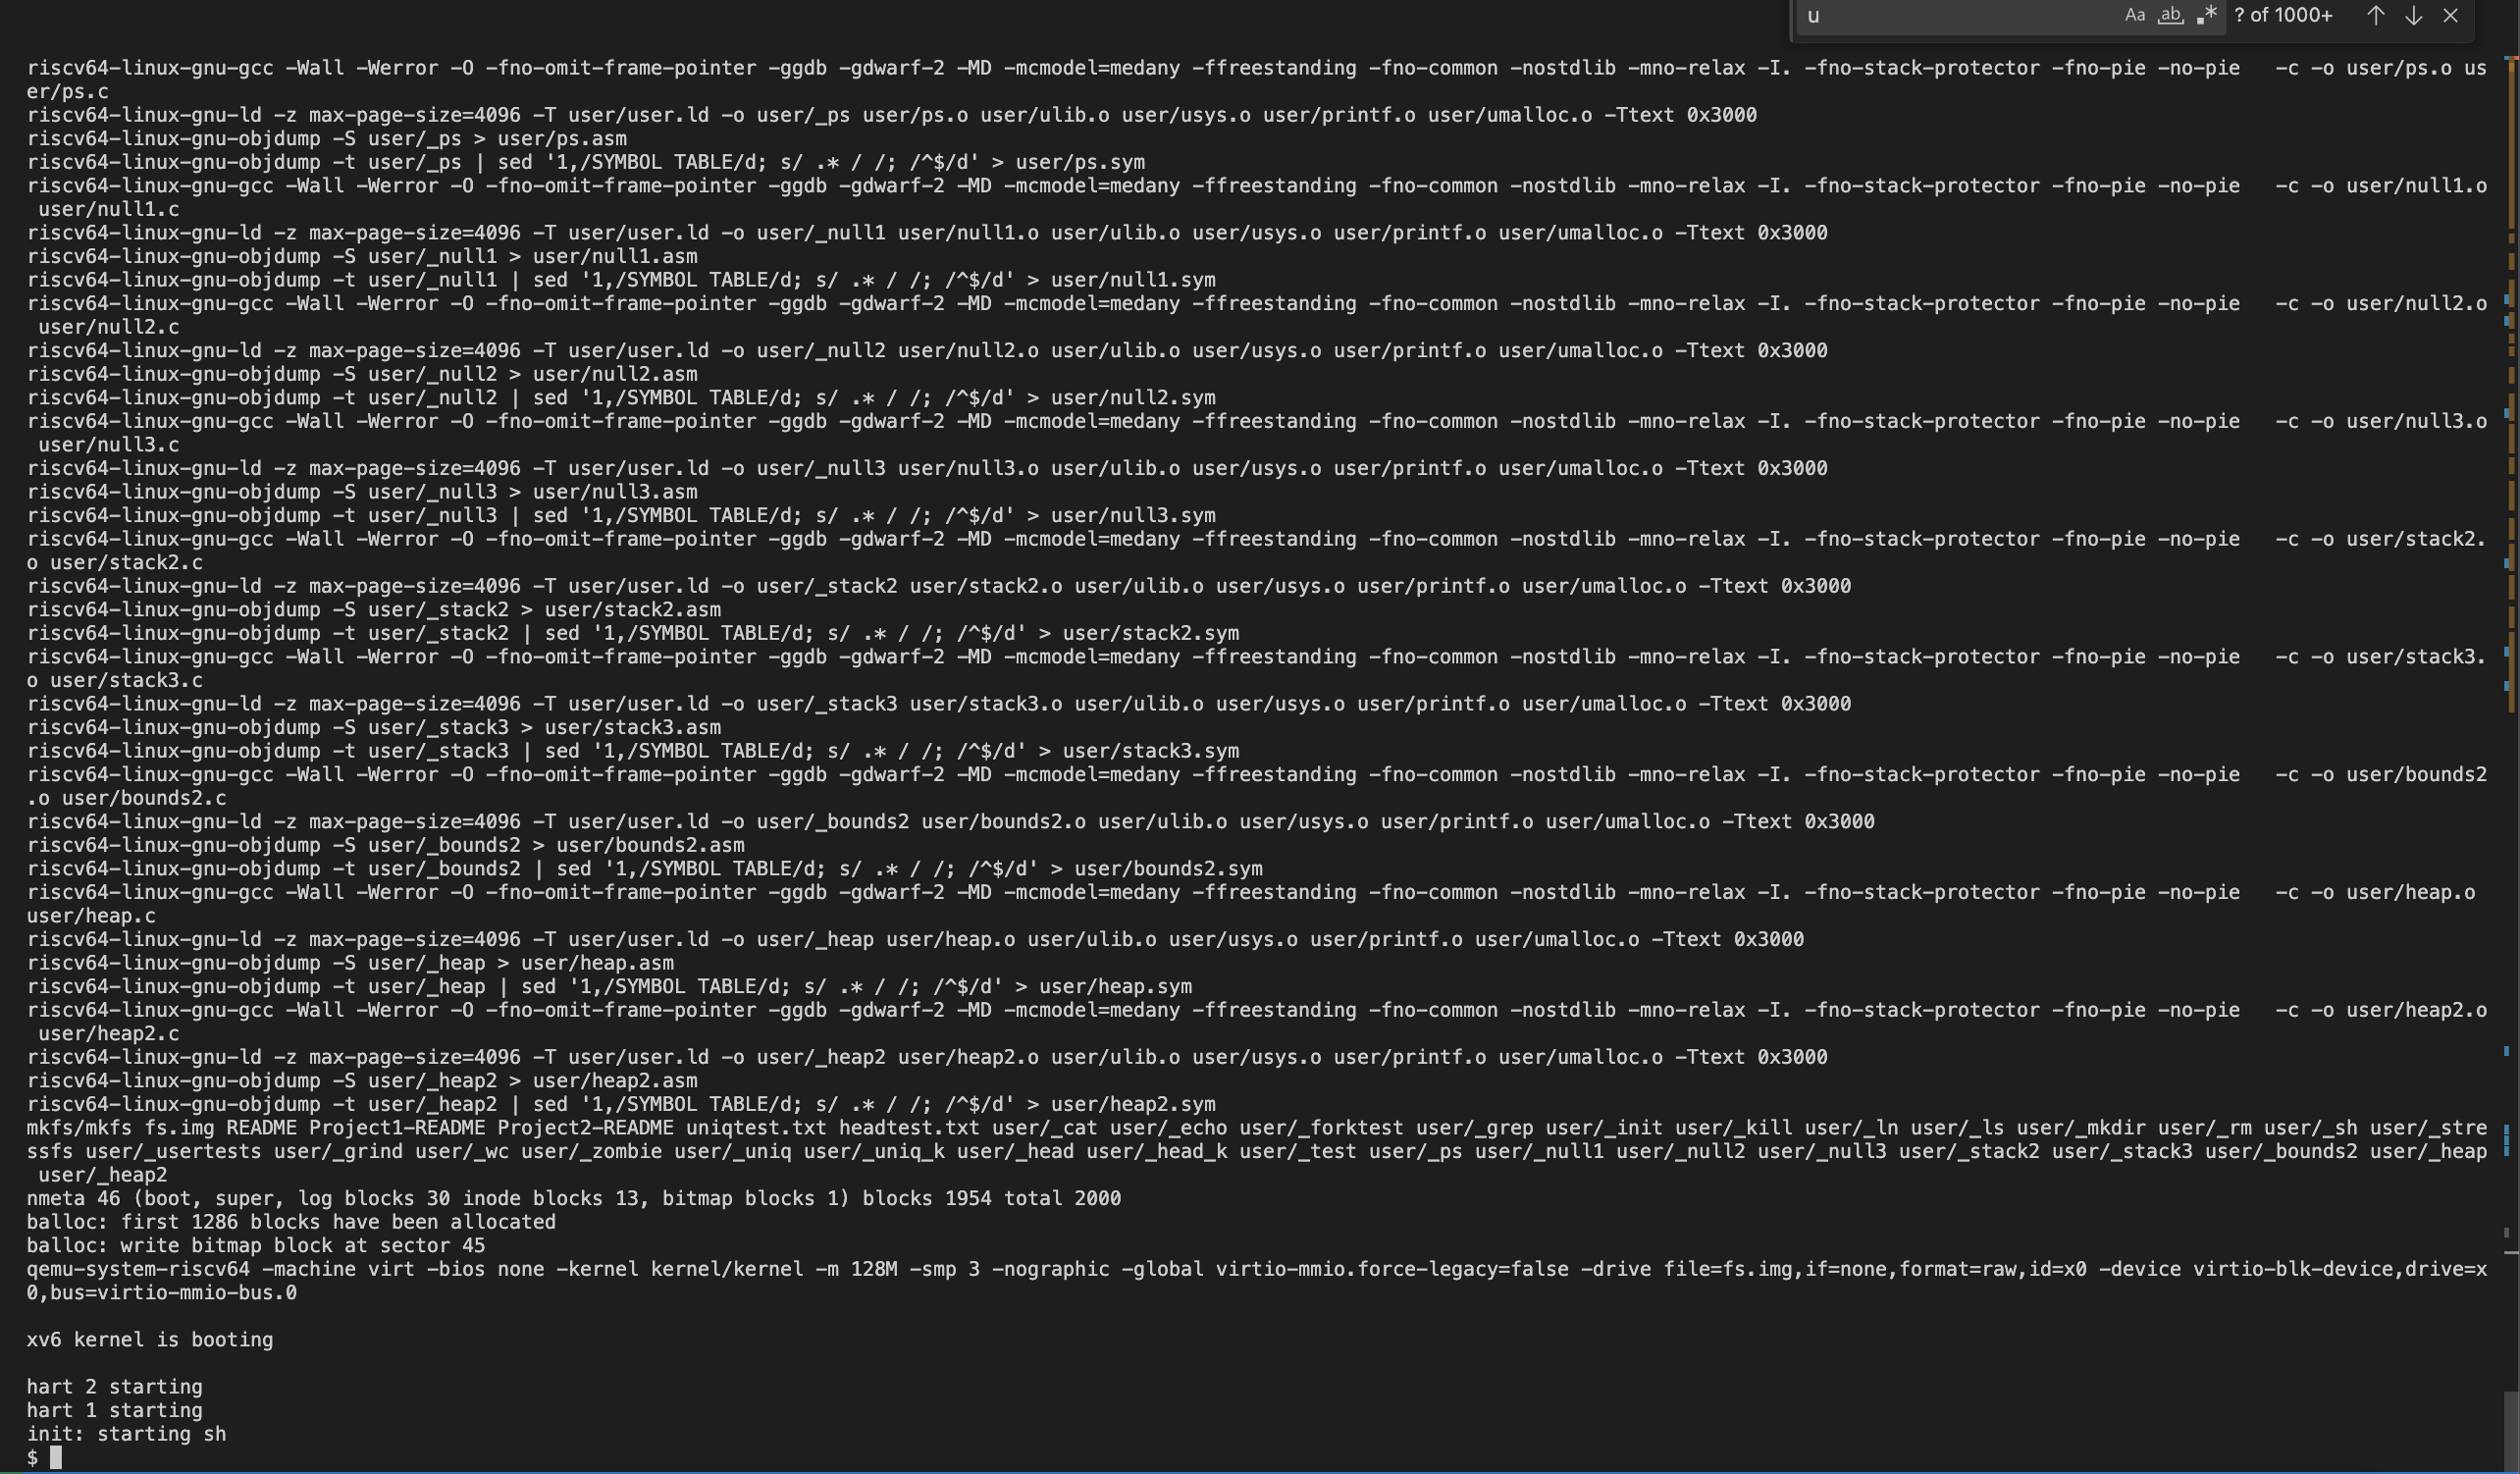 u Aa ab .* ? of 1000+
riscv64-linux-gnu-gcc -Wall -Werror -O -fno-omit-frame-pointer -ggdb -gdwarf-2 -MD -mcmodel=medany -ffreestanding -fno-common -nostdlib -mno-relax -I. -fno-stack-protector -fno-pie -no-pie   -c -o user/ps.o us
er/ps.c
riscv64-linux-gnu-ld -z max-page-size=4096 -T user/user.ld -o user/_ps user/ps.o user/ulib.o user/usys.o user/printf.o user/umalloc.o -Ttext 0x3000
riscv64-linux-gnu-objdump -S user/_ps > user/ps.asm
riscv64-linux-gnu-objdump -t user/_ps | sed '1,/SYMBOL TABLE/d; s/ .* / /; /^$/d' > user/ps.sym
riscv64-linux-gnu-gcc -Wall -Werror -O -fno-omit-frame-pointer -ggdb -gdwarf-2 -MD -mcmodel=medany -ffreestanding -fno-common -nostdlib -mno-relax -I. -fno-stack-protector -fno-pie -no-pie   -c -o user/null1.o
 user/null1.c
riscv64-linux-gnu-ld -z max-page-size=4096 -T user/user.ld -o user/_null1 user/null1.o user/ulib.o user/usys.o user/printf.o user/umalloc.o -Ttext 0x3000
riscv64-linux-gnu-objdump -S user/_null1 > user/null1.asm
riscv64-linux-gnu-objdump -t user/_null1 | sed '1,/SYMBOL TABLE/d; s/ .* / /; /^$/d' > user/null1.sym
riscv64-linux-gnu-gcc -Wall -Werror -O -fno-omit-frame-pointer -ggdb -gdwarf-2 -MD -mcmodel=medany -ffreestanding -fno-common -nostdlib -mno-relax -I. -fno-stack-protector -fno-pie -no-pie   -c -o user/null2.o
 user/null2.c
riscv64-linux-gnu-ld -z max-page-size=4096 -T user/user.ld -o user/_null2 user/null2.o user/ulib.o user/usys.o user/printf.o user/umalloc.o -Ttext 0x3000
riscv64-linux-gnu-objdump -S user/_null2 > user/null2.asm
riscv64-linux-gnu-objdump -t user/_null2 | sed '1,/SYMBOL TABLE/d; s/ .* / /; /^$/d' > user/null2.sym
riscv64-linux-gnu-gcc -Wall -Werror -O -fno-omit-frame-pointer -ggdb -gdwarf-2 -MD -mcmodel=medany -ffreestanding -fno-common -nostdlib -mno-relax -I. -fno-stack-protector -fno-pie -no-pie   -c -o user/null3.o
 user/null3.c
riscv64-linux-gnu-ld -z max-page-size=4096 -T user/user.ld -o user/_null3 user/null3.o user/ulib.o user/usys.o user/printf.o user/umalloc.o -Ttext 0x3000
riscv64-linux-gnu-objdump -S user/_null3 > user/null3.asm
riscv64-linux-gnu-objdump -t user/_null3 | sed '1,/SYMBOL TABLE/d; s/ .* / /; /^$/d' > user/null3.sym
riscv64-linux-gnu-gcc -Wall -Werror -O -fno-omit-frame-pointer -ggdb -gdwarf-2 -MD -mcmodel=medany -ffreestanding -fno-common -nostdlib -mno-relax -I. -fno-stack-protector -fno-pie -no-pie   -c -o user/stack2.
o user/stack2.c
riscv64-linux-gnu-ld -z max-page-size=4096 -T user/user.ld -o user/_stack2 user/stack2.o user/ulib.o user/usys.o user/printf.o user/umalloc.o -Ttext 0x3000
riscv64-linux-gnu-objdump -S user/_stack2 > user/stack2.asm
riscv64-linux-gnu-objdump -t user/_stack2 | sed '1,/SYMBOL TABLE/d; s/ .* / /; /^$/d' > user/stack2.sym
riscv64-linux-gnu-gcc -Wall -Werror -O -fno-omit-frame-pointer -ggdb -gdwarf-2 -MD -mcmodel=medany -ffreestanding -fno-common -nostdlib -mno-relax -I. -fno-stack-protector -fno-pie -no-pie   -c -o user/stack3.
o user/stack3.c
riscv64-linux-gnu-ld -z max-page-size=4096 -T user/user.ld -o user/_stack3 user/stack3.o user/ulib.o user/usys.o user/printf.o user/umalloc.o -Ttext 0x3000
riscv64-linux-gnu-objdump -S user/_stack3 > user/stack3.asm
riscv64-linux-gnu-objdump -t user/_stack3 | sed '1,/SYMBOL TABLE/d; s/ .* / /; /^$/d' > user/stack3.sym
riscv64-linux-gnu-gcc -Wall -Werror -O -fno-omit-frame-pointer -ggdb -gdwarf-2 -MD -mcmodel=medany -ffreestanding -fno-common -nostdlib -mno-relax -I. -fno-stack-protector -fno-pie -no-pie   -c -o user/bounds2
.o user/bounds2.c
riscv64-linux-gnu-ld -z max-page-size=4096 -T user/user.ld -o user/_bounds2 user/bounds2.o user/ulib.o user/usys.o user/printf.o user/umalloc.o -Ttext 0x3000
riscv64-linux-gnu-objdump -S user/_bounds2 > user/bounds2.asm
riscv64-linux-gnu-objdump -t user/_bounds2 | sed '1,/SYMBOL TABLE/d; s/ .* / /; /^$/d' > user/bounds2.sym
riscv64-linux-gnu-gcc -Wall -Werror -O -fno-omit-frame-pointer -ggdb -gdwarf-2 -MD -mcmodel=medany -ffreestanding -fno-common -nostdlib -mno-relax -I. -fno-stack-protector -fno-pie -no-pie   -c -o user/heap.o
user/heap.c
riscv64-linux-gnu-ld -z max-page-size=4096 -T user/user.ld -o user/_heap user/heap.o user/ulib.o user/usys.o user/printf.o user/umalloc.o -Ttext 0x3000
riscv64-linux-gnu-objdump -S user/_heap > user/heap.asm
riscv64-linux-gnu-objdump -t user/_heap | sed '1,/SYMBOL TABLE/d; s/ .* / /; /^$/d' > user/heap.sym
riscv64-linux-gnu-gcc -Wall -Werror -O -fno-omit-frame-pointer -ggdb -gdwarf-2 -MD -mcmodel=medany -ffreestanding -fno-common -nostdlib -mno-relax -I. -fno-stack-protector -fno-pie -no-pie   -c -o user/heap2.o
 user/heap2.c
riscv64-linux-gnu-ld -z max-page-size=4096 -T user/user.ld -o user/_heap2 user/heap2.o user/ulib.o user/usys.o user/printf.o user/umalloc.o -Ttext 0x3000
riscv64-linux-gnu-objdump -S user/_heap2 > user/heap2.asm
riscv64-linux-gnu-objdump -t user/_heap2 | sed '1,/SYMBOL TABLE/d; s/ .* / /; /^$/d' > user/heap2.sym
mkfs/mkfs fs.img README Project1-README Project2-README uniqtest.txt headtest.txt user/_cat user/_echo user/_forktest user/_grep user/_init user/_kill user/_ln user/_ls user/_mkdir user/_rm user/_sh user/_stre
ssfs user/_usertests user/_grind user/_wc user/_zombie user/_uniq user/_uniq_k user/_head user/_head_k user/_test user/_ps user/_null1 user/_null2 user/_null3 user/_stack2 user/_stack3 user/_bounds2 user/_heap
 user/_heap2
nmeta 46 (boot, super, log blocks 30 inode blocks 13, bitmap blocks 1) blocks 1954 total 2000
balloc: first 1286 blocks have been allocated
balloc: write bitmap block at sector 45
qemu-system-riscv64 -machine virt -bios none -kernel kernel/kernel -m 128M -smp 3 -nographic -global virtio-mmio.force-legacy=false -drive file=fs.img,if=none,format=raw,id=x0 -device virtio-blk-device,drive=x
0,bus=virtio-mmio-bus.0
xv6 kernel is booting
hart 2 starting
hart 1 starting
init: starting sh
$